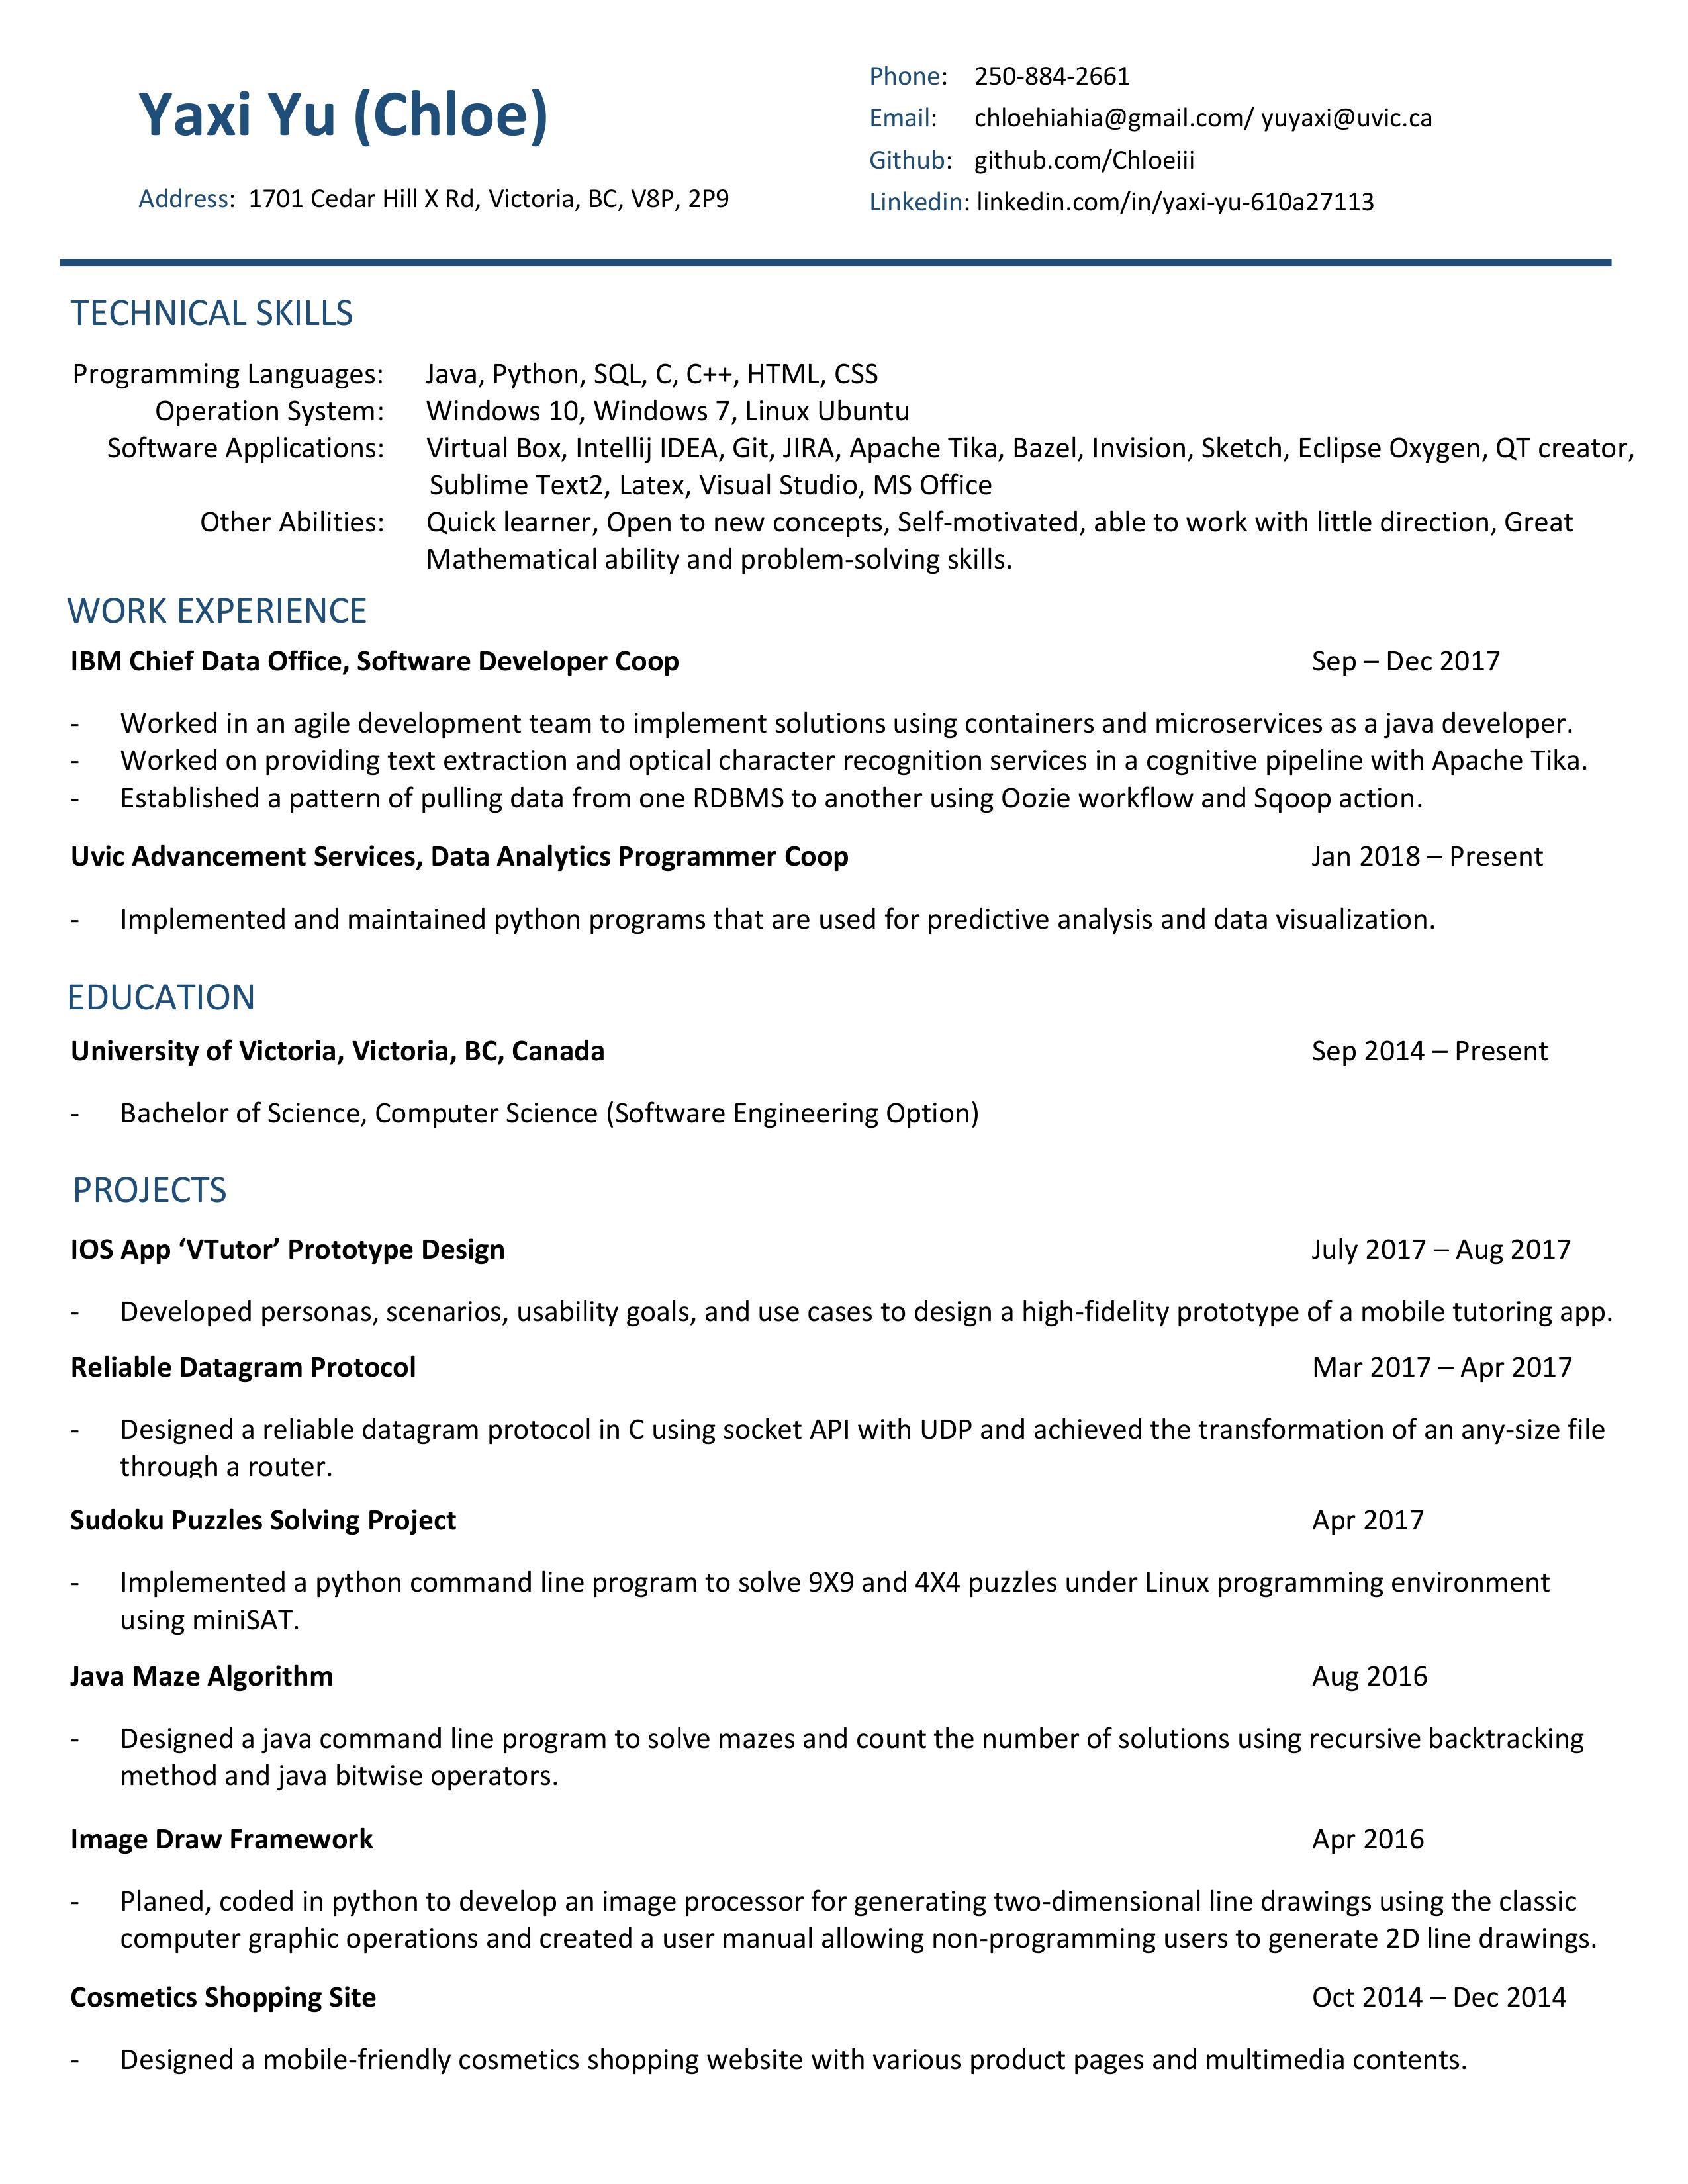 Yaxi Yu (Chloe)
Address: 1701 Cedar Hill X Rd, Victoria, BC, V8P, 2P9
Phone: 250-884-2661
Email: chloehiahia@gmail.com/ yuyaxi@uvic.ca
Github: github.com/Chloeiii
Linkedin: linkedin.com/in/yaxi-yu-610a27113
TECHNICAL SKILLS
Programming Languages: Java, Python, SQL, C, C++, HTML, CSS
Operation System: Windows 10, Windows 7, Linux Ubuntu
Software Applications: Virtual Box, Intellij IDEA, Git, JIRA, Apache Tika, Bazel, Invision, Sketch, Eclipse Oxygen, QT creator,
Sublime Text2, Latex, Visual Studio, MS Office
Other Abilities: Quick learner, Open to new concepts, Self-motivated, able to work with little direction, Great
Mathematical ability and problem-solving skills.
WORK EXPERIENCE
IBM Chief Data Office, Software Developer Coop Sep – Dec 2017
- Worked in an agile development team to implement solutions using containers and microservices as a java developer.
- Worked on providing text extraction and optical character recognition services in a cognitive pipeline with Apache Tika.
- Established a pattern of pulling data from one RDBMS to another using Oozie workflow and Sqoop action.
Uvic Advancement Services, Data Analytics Programmer Coop Jan 2018 – Present
- Implemented and maintained python programs that are used for predictive analysis and data visualization.
EDUCATION
University of Victoria, Victoria, BC, Canada Sep 2014 – Present
- Bachelor of Science, Computer Science (Software Engineering Option)
PROJECTS
IOS App ‘VTutor’ Prototype Design July 2017 – Aug 2017
- Developed personas, scenarios, usability goals, and use cases to design a high-fidelity prototype of a mobile tutoring app.
Reliable Datagram Protocol Mar 2017 – Apr 2017
- Designed a reliable datagram protocol in C using socket API with UDP and achieved the transformation of an any-size file
through a router.
Sudoku Puzzles Solving Project Apr 2017
- Implemented a python command line program to solve 9X9 and 4X4 puzzles under Linux programming environment
using miniSAT.
Java Maze Algorithm Aug 2016
- Designed a java command line program to solve mazes and count the number of solutions using recursive backtracking
method and java bitwise operators.
Image Draw Framework Apr 2016
- Planed, coded in python to develop an image processor for generating two-dimensional line drawings using the classic
computer graphic operations and created a user manual allowing non-programming users to generate 2D line drawings.
Cosmetics Shopping Site Oct 2014 – Dec 2014
- Designed a mobile-friendly cosmetics shopping website with various product pages and multimedia contents.